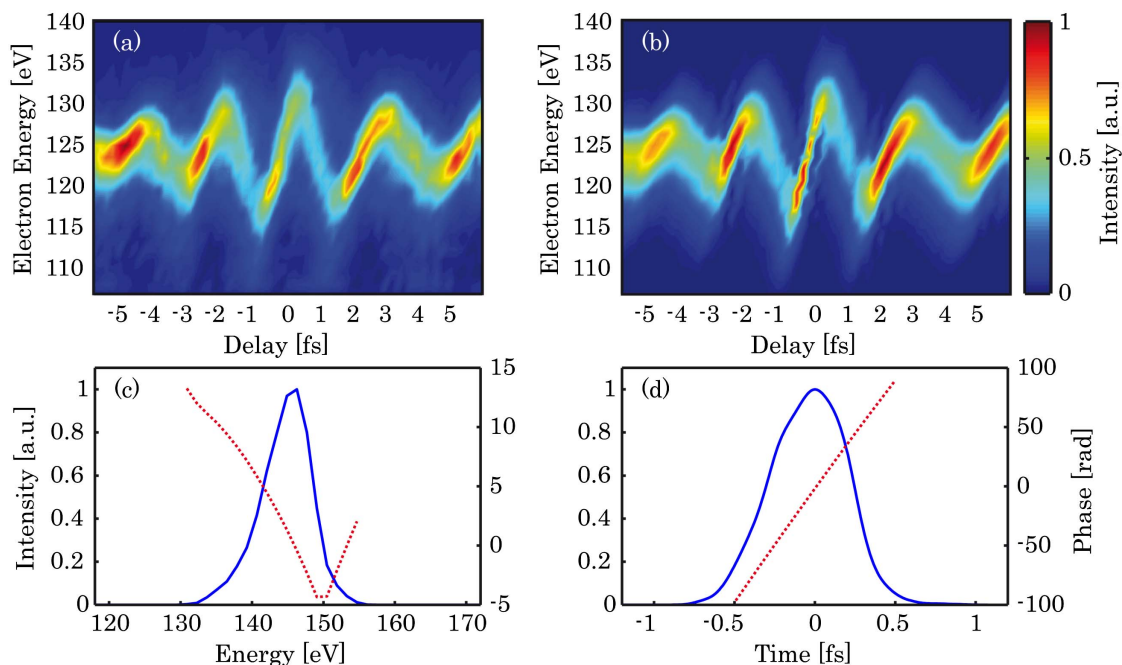 (a)
140
135
130
125
120
115
110
Electron Energy [eV]
-5 -4 -3 -2 -1 0 1 2 3 4 5
Delay [fs]
(b)
140
135
130
125
120
115
110
Electron Energy [eV]
-5 -4 -3 -2 -1 0 1 2 3 4 5
Delay [fs]
1
0.5
0
Intensity [a.u.]
(c)
1
0.8
0.6
0.4
0.2
0
Intensity [a.u.]
15
10
5
0
-5
120 130 140 150 160 170
Energy [eV]
(d)
1
0.8
0.6
0.4
0.2
0
100
50
0
-50
-100
Phase [rad]
-1 -0.5 0 0.5 1
Time [fs]